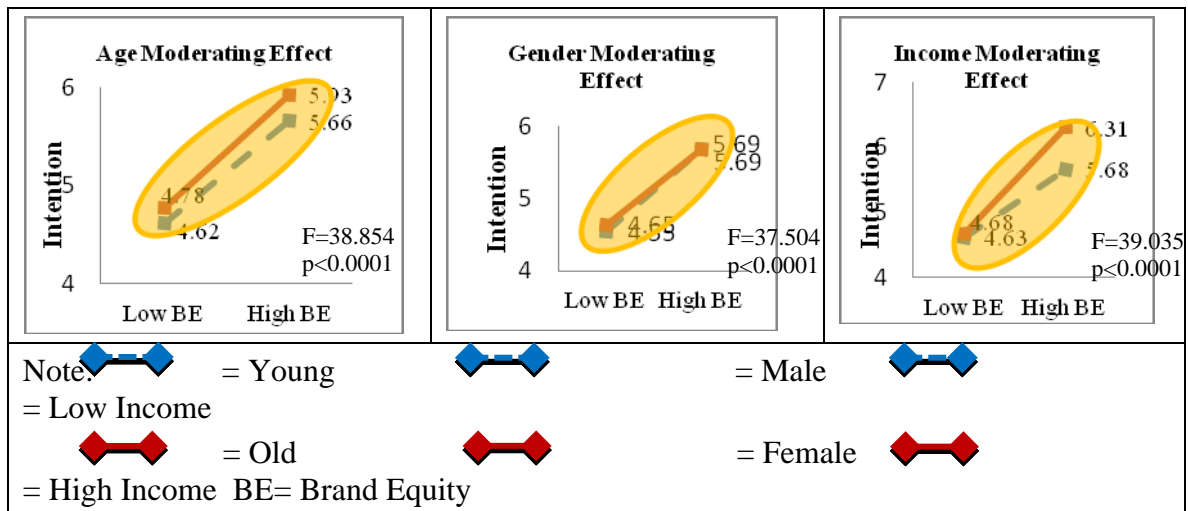 Age Moderating Effect
6
5
4
Intention
5.93
5.66
4.78
4.62
F=38.854
p<0.0001
Low BE High BE
Gender Moderating
Effect
6
5
4
Intention
5.69
5.69
4.65
F=37.504
p<0.0001
Low BE High BE
Income Moderating
Effect
7
6
5
4
Intention
6.31
5.68
4.68
4.63
F=39.035
p<0.0001
Low BE High BE
Note: = Young = Male
= Low Income
= Old = Female
= High Income BE= Brand Equity